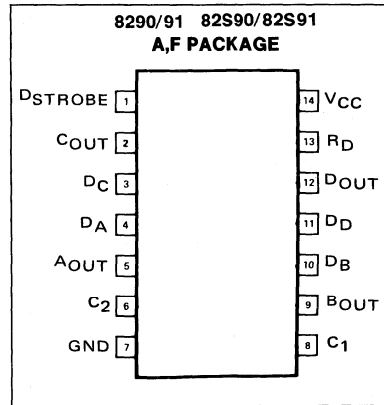 8290/91 82S90/82S91
A,F PACKAGE
DSTROBE 1 14 VCC
COUT 2 13 RD
DC 3 12 DOUT
DA 4 11 DD
AOUT 5 10 DB
C2 6 9 BOUT
GND 7 8 C1